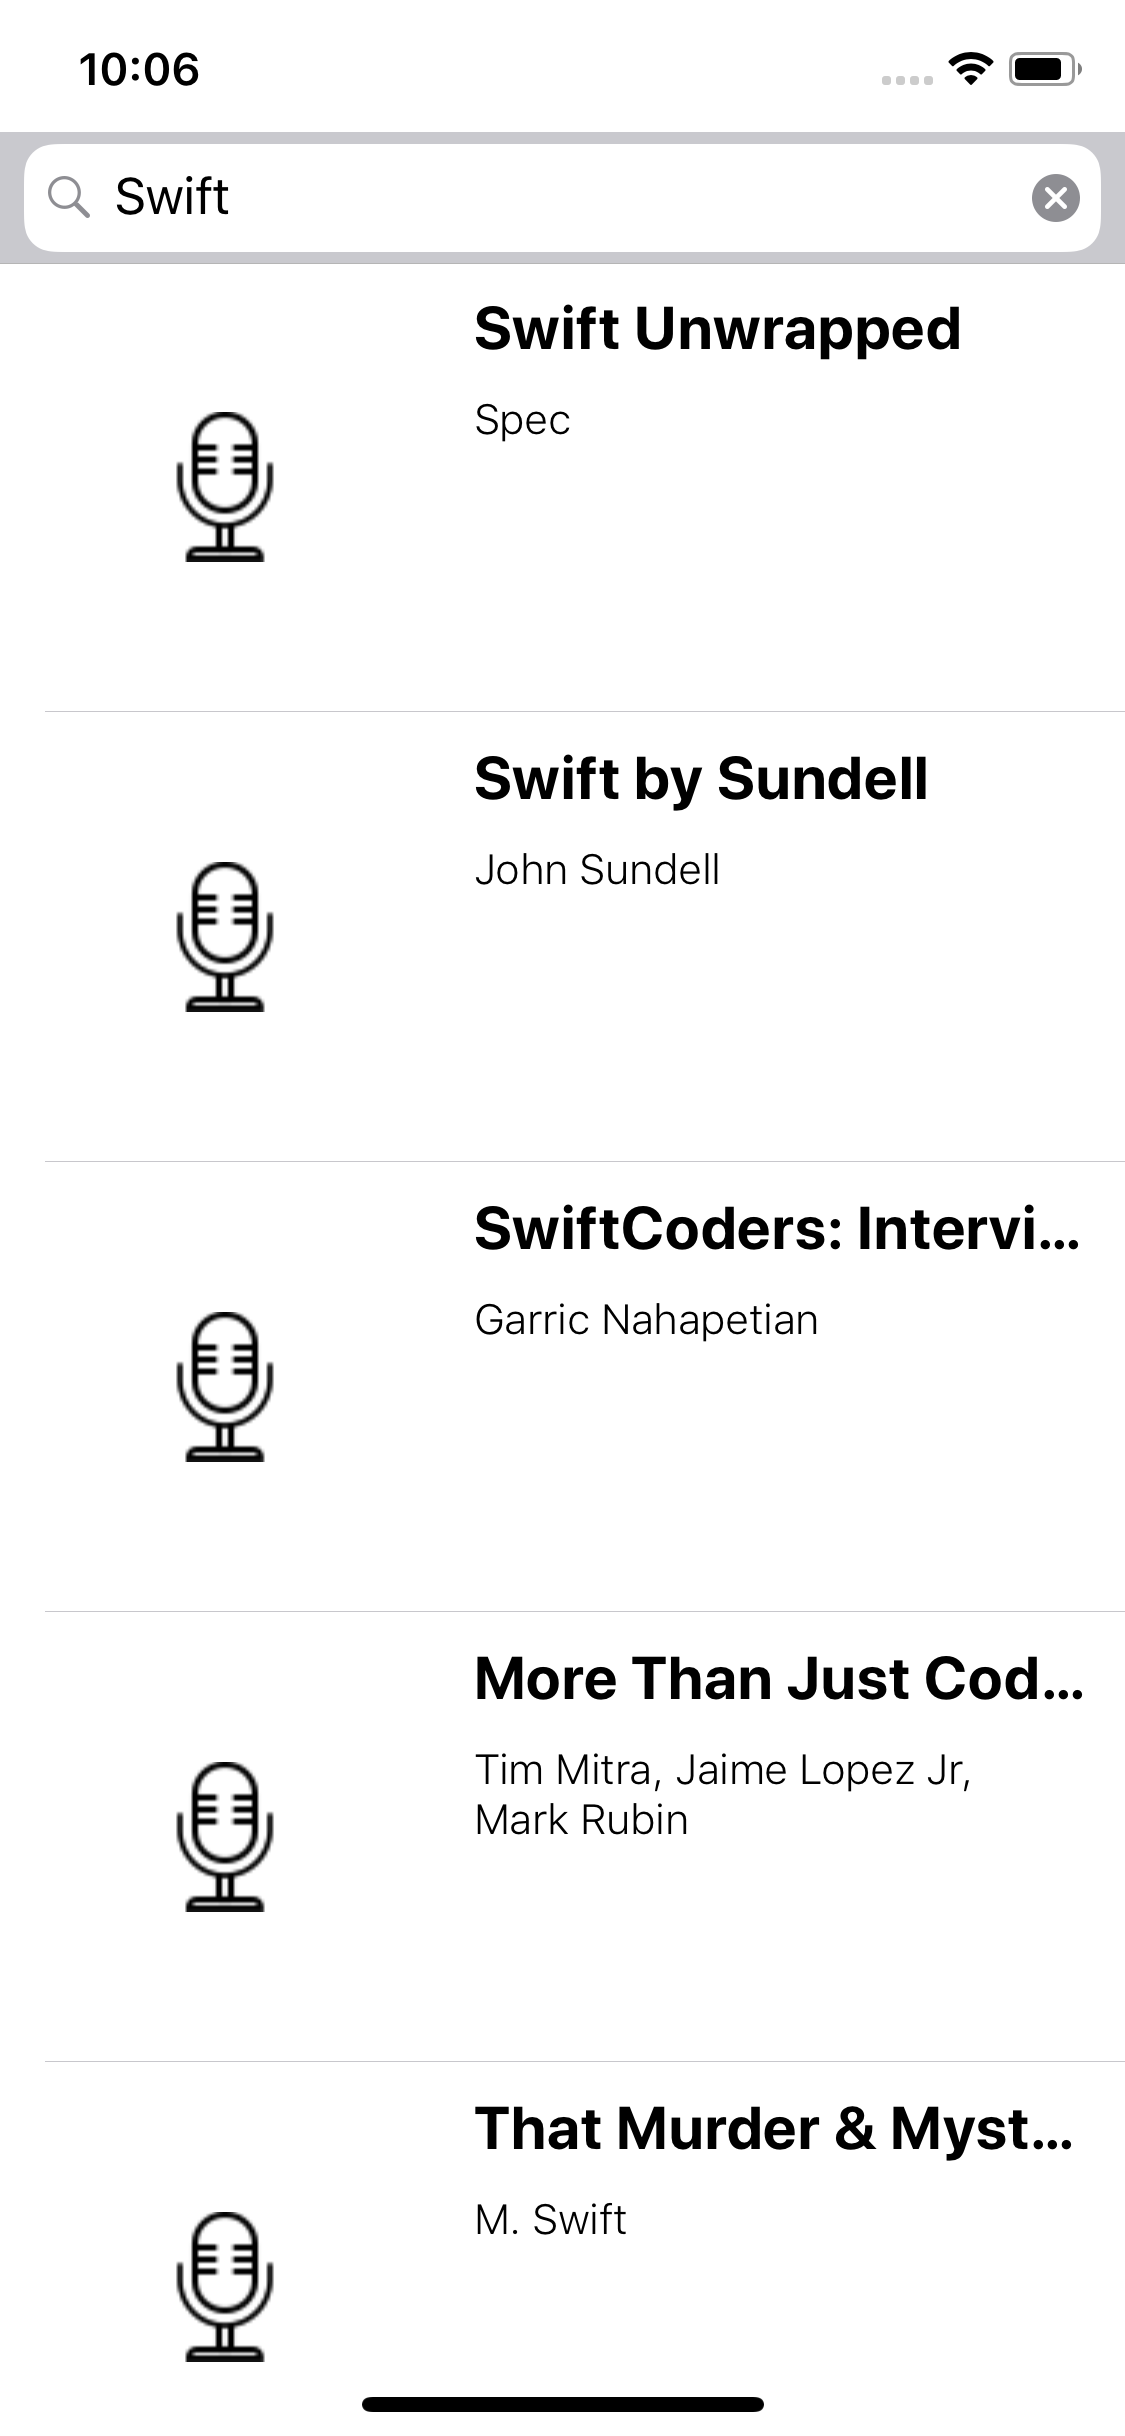 10:06
Swift
Swift Unwrapped
Spec
Swift by Sundell
John Sundell
SwiftCoders: Intervi...
Garric Nahapetian
More Than Just Cod...
Tim Mitra, Jaime Lopez Jr,
Mark Rubin
That Murder & Myst...
M. Swift